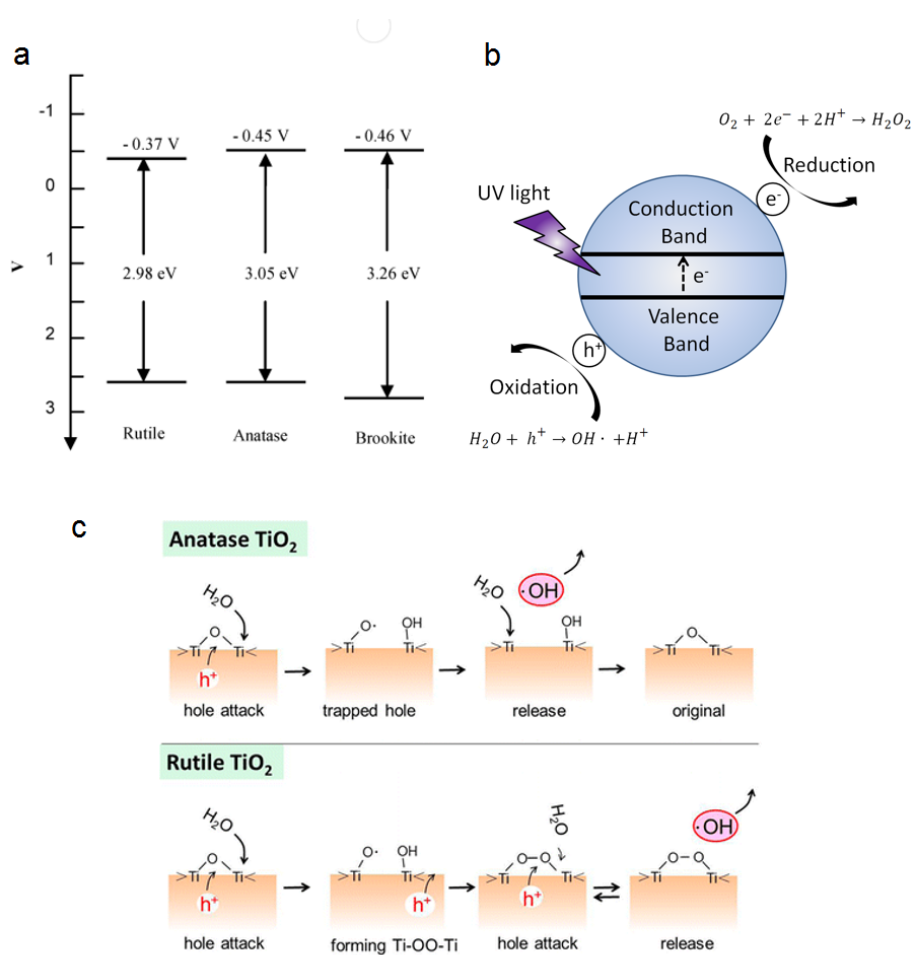 a
-1
0
1
2
3
V
- 0.37 V
- 0.45 V
- 0.46 V
2.98 eV
3.05 eV
3.26 eV
Rutile
Anatase
Brookite
b
O₂ + 2e⁻ + 2H⁺ → H₂O₂
Reduction
e⁻
UV light
Conduction
Band
e⁻
Valence
Band
h⁺
Oxidation
H₂O + h⁺ → OH · +H⁺
c
Anatase TiO₂
H₂O
O
>Ti Ti<
h⁺
hole attack
O· OH
>Ti Ti<
trapped hole
H₂O ·OH
OH
>Ti Ti<
release
O
>Ti Ti<
original
Rutile TiO₂
H₂O
O
>Ti Ti<
h⁺
hole attack
O· OH
>Ti Ti<
h⁺
forming Ti-OO-Ti
H₂O
O-O
>Ti Ti<
h⁺
hole attack
·OH
O-O
>Ti Ti<
release